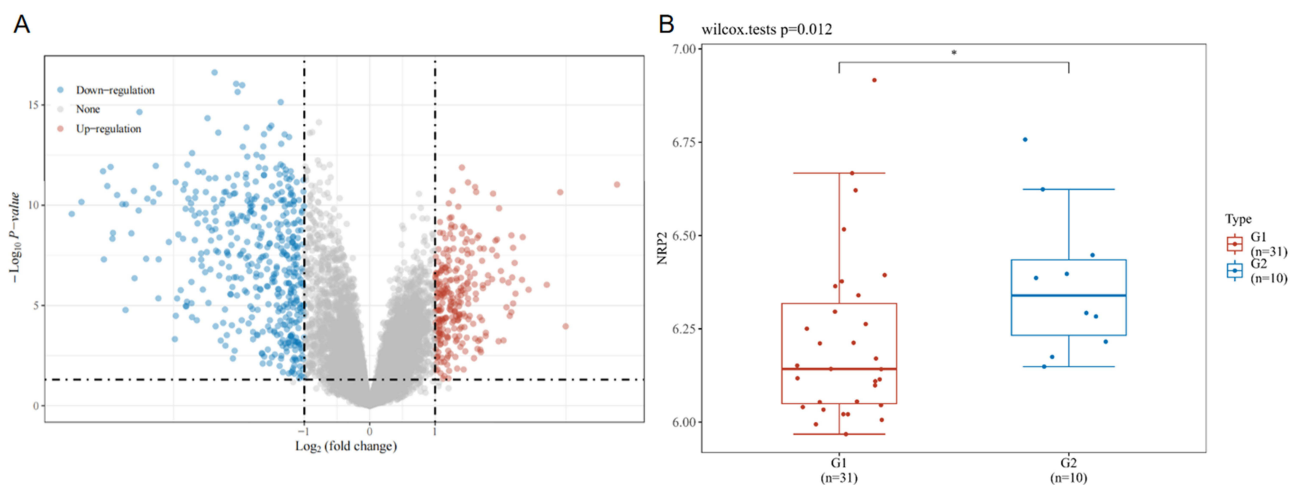 A
Down−regulation
None
Up−regulation
15
10
5
0
−Log10 P−value
−1
0
1
Log2 (fold change)
B
wilcox.tests p=0.012
*
7.00
6.75
6.50
6.25
6.00
NRP2
G1
(n=31)
G2
(n=10)
Type
G1
(n=31)
G2
(n=10)